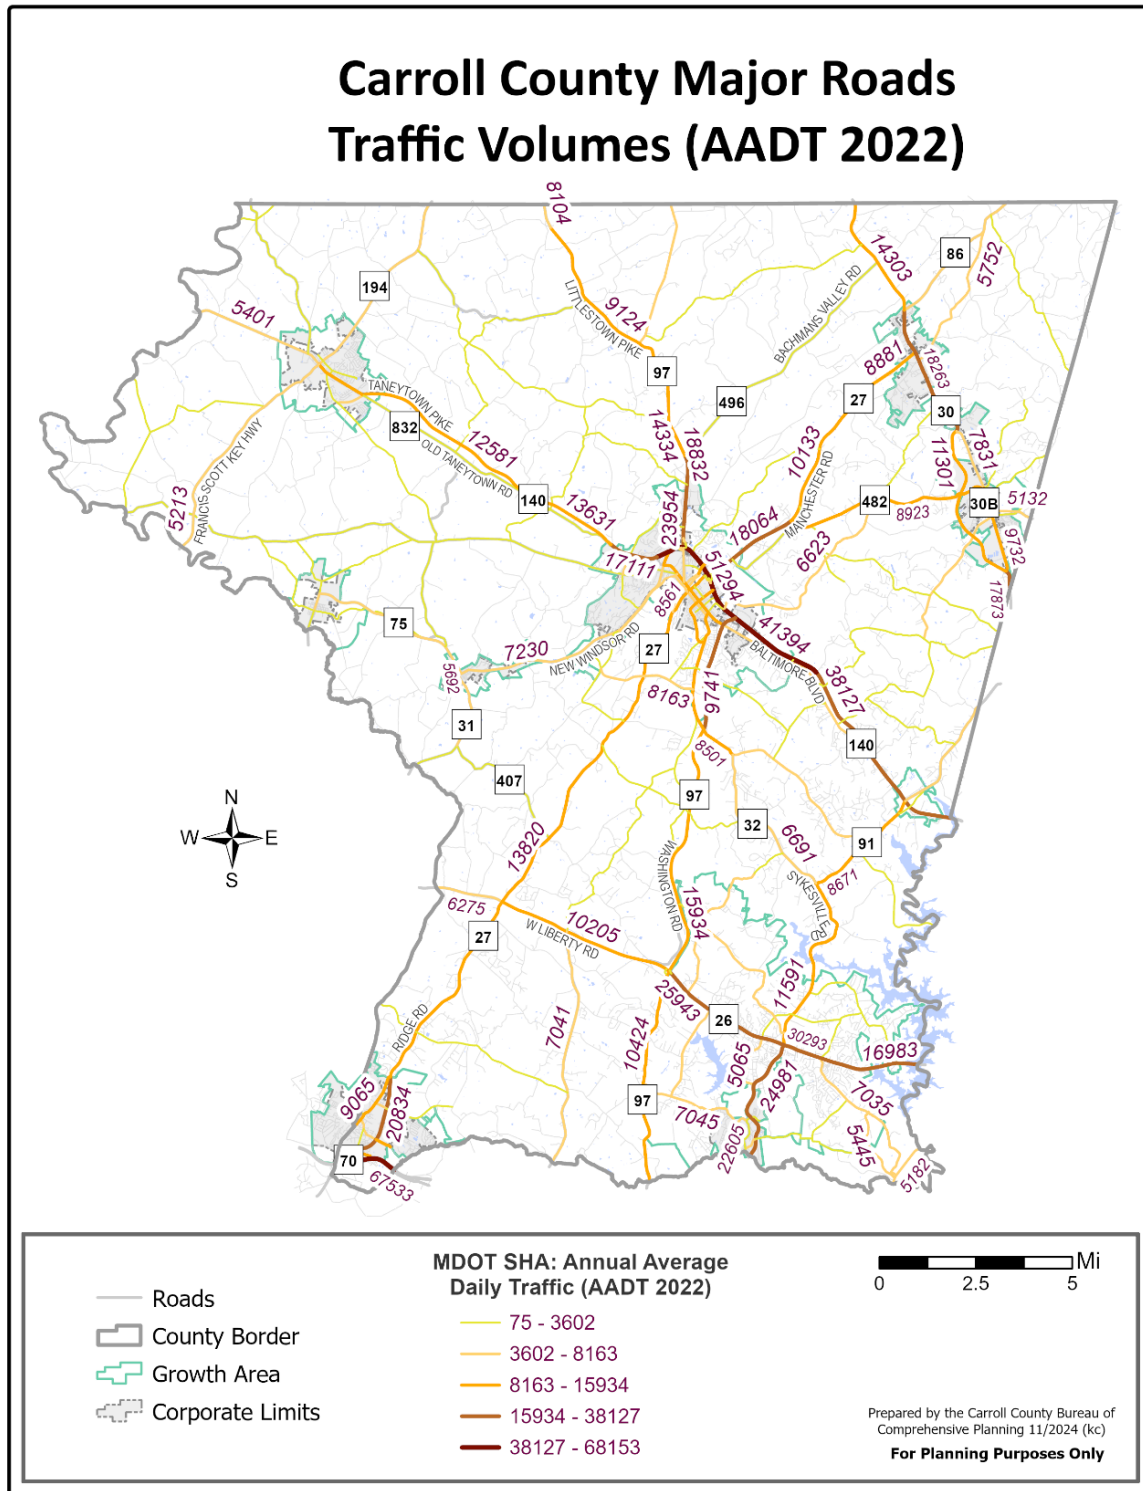 Carroll County Major Roads
Traffic Volumes (AADT 2022)
8104
14303
86
5752
194
5401
LITTLESTOWN PIKE
9124
BACHMANS VALLEY RD
97
8881
18263
27
496
30
TANEYTOWN PIKE
832
OLD TANEYTOWN RD
12581
14334
18832
10133
MANCHESTER RD
11301
7831
FRANCIS SCOTT KEY HWY
5213
140
13631
23954
18064
482
8923
30B
5132
9732
6623
17111
51294
17873
8561
75
7230
NEW WINDSOR RD
27
41394
BALTIMORE BLVD
5692
8163
9741
38127
31
8501
140
407
97
13820
32
6691
91
WASHINGTON RD
15934
SYKESVILLE RD
8671
6275
W LIBERTY RD
10205
27
25943
11591
26
RIDGE RD
7041
10424
30293
16983
5065
24981
9065
20834
97
7045
7035
5445
22605
5182
70
67533
N
W
E
S
Roads
County Border
Growth Area
Corporate Limits
MDOT SHA: Annual Average
Daily Traffic (AADT 2022)
75 - 3602
3602 - 8163
8163 - 15934
15934 - 38127
38127 - 68153
Mi
0 2.5 5
Prepared by the Carroll County Bureau of
Comprehensive Planning 11/2024 (kc)
For Planning Purposes Only